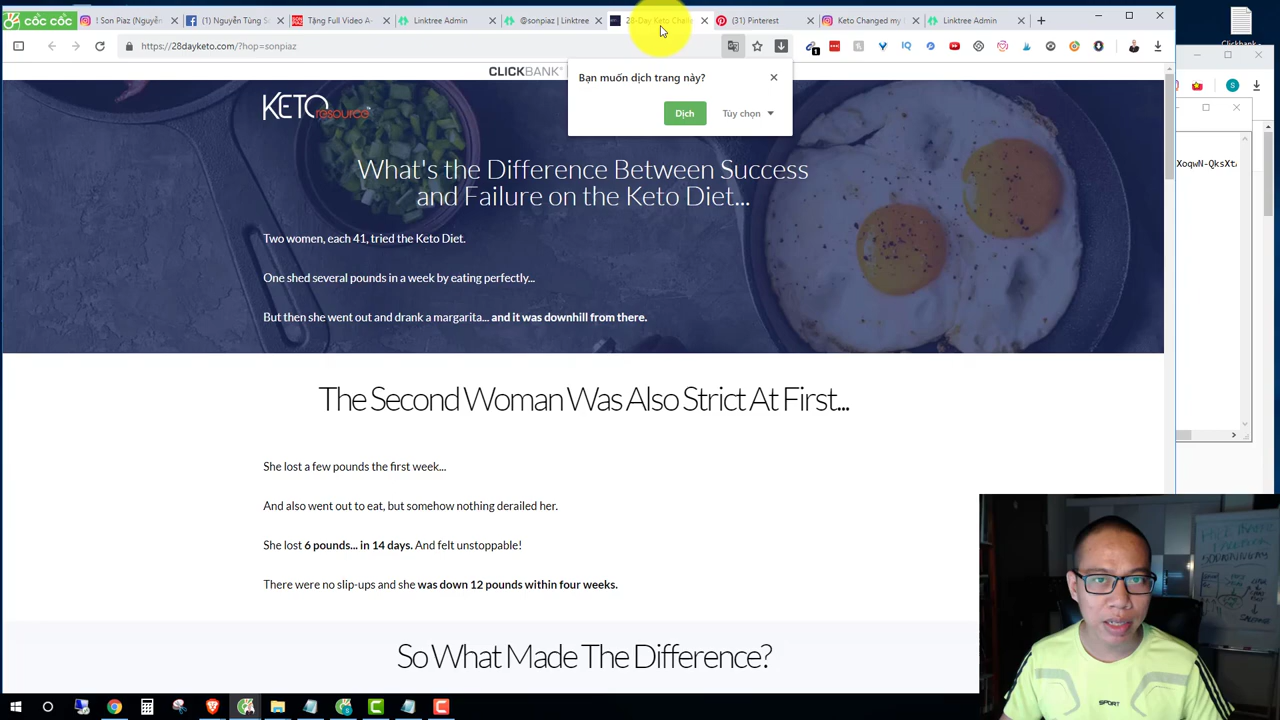 cốc cốc
! Son Piaz (Nguyễn
(1) Nguyễn Tùng S
Tặng Full Video A-
Linktree Admin
@sonpiaz | Linktree
28-Day Keto Challe
(31) Pinterest
Keto Changed my
Linktree Admin
Clickbank -
https://28dayketo.com/?hop=sonpiaz
CLICKBANK®
Bạn muốn dịch trang này?
Dịch
Tùy chọn
KETO resource™
What's the Difference Between Success
and Failure on the Keto Diet...
Two women, each 41, tried the Keto Diet.
One shed several pounds in a week by eating perfectly...
But then she went out and drank a margarita... and it was downhill from there.
The Second Woman Was Also Strict At First...
She lost a few pounds the first week...
And also went out to eat, but somehow nothing derailed her.
She lost 6 pounds... in 14 days. And felt unstoppable!
There were no slip-ups and she was down 12 pounds within four weeks.
So What Made The Difference?
SPORT